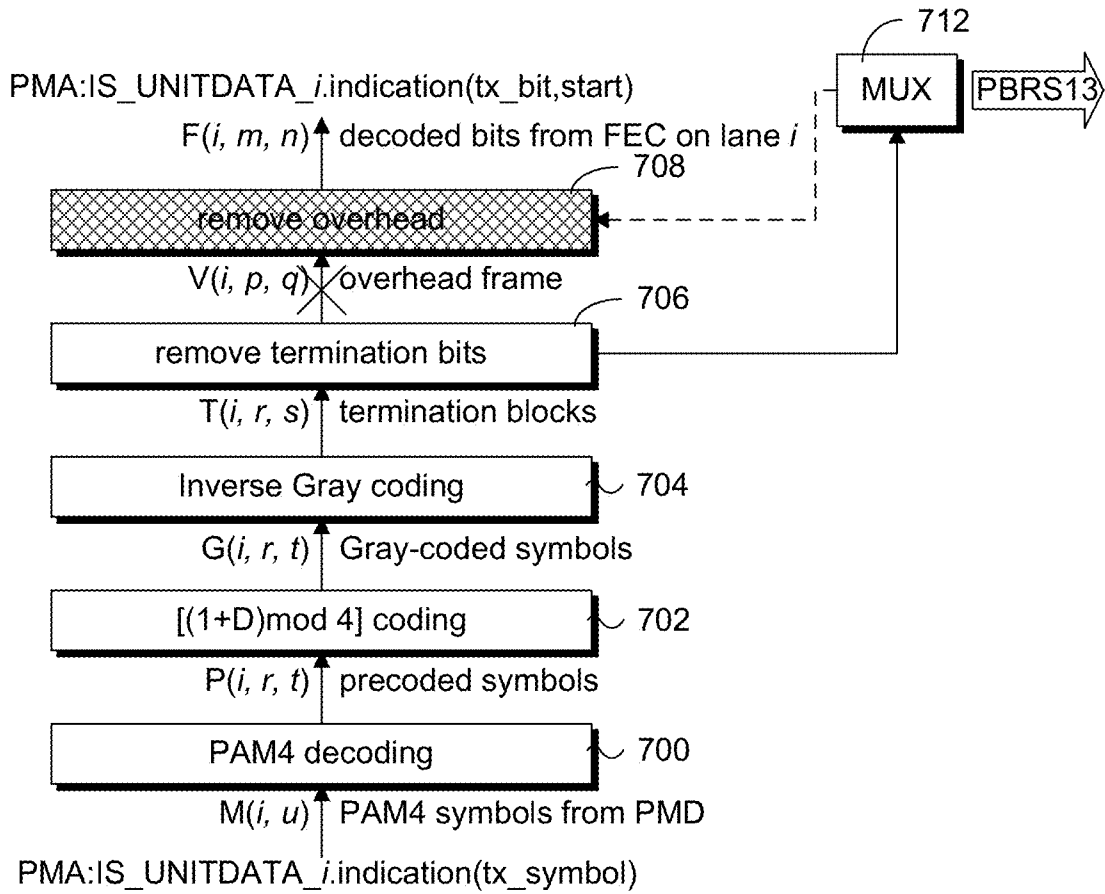 712
MUX
PBRS13
PMA:IS_UNITDATA_i.indication(tx_bit,start)
F(i, m, n) decoded bits from FEC on lane i
708
remove overhead
V(i, p, q) overhead frame
706
remove termination bits
T(i, r, s) termination blocks
Inverse Gray coding
704
G(i, r, t) Gray-coded symbols
[(1+D)mod 4] coding
702
P(i, r, t) precoded symbols
PAM4 decoding
700
M(i, u) PAM4 symbols from PMD
PMA:IS_UNITDATA_i.indication(tx_symbol)